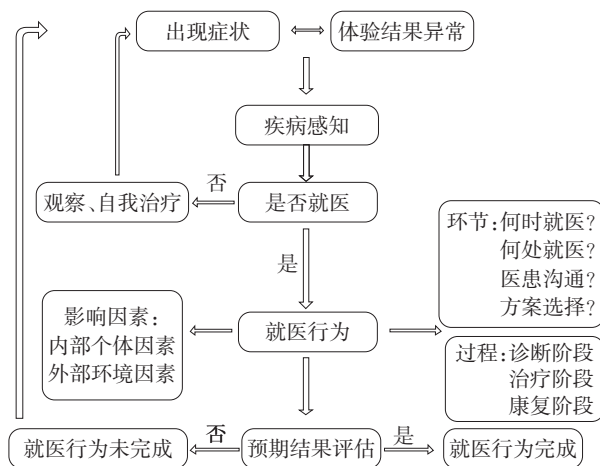 出现症状
体验结果异常
疾病感知
否
观察、自我治疗
是否就医
是
环节:何时就医?
何处就医?
医患沟通?
方案选择?
影响因素:
内部个体因素
外部环境因素
就医行为
过程:诊断阶段
治疗阶段
康复阶段
就医行为未完成
否
预期结果评估
是
就医行为完成